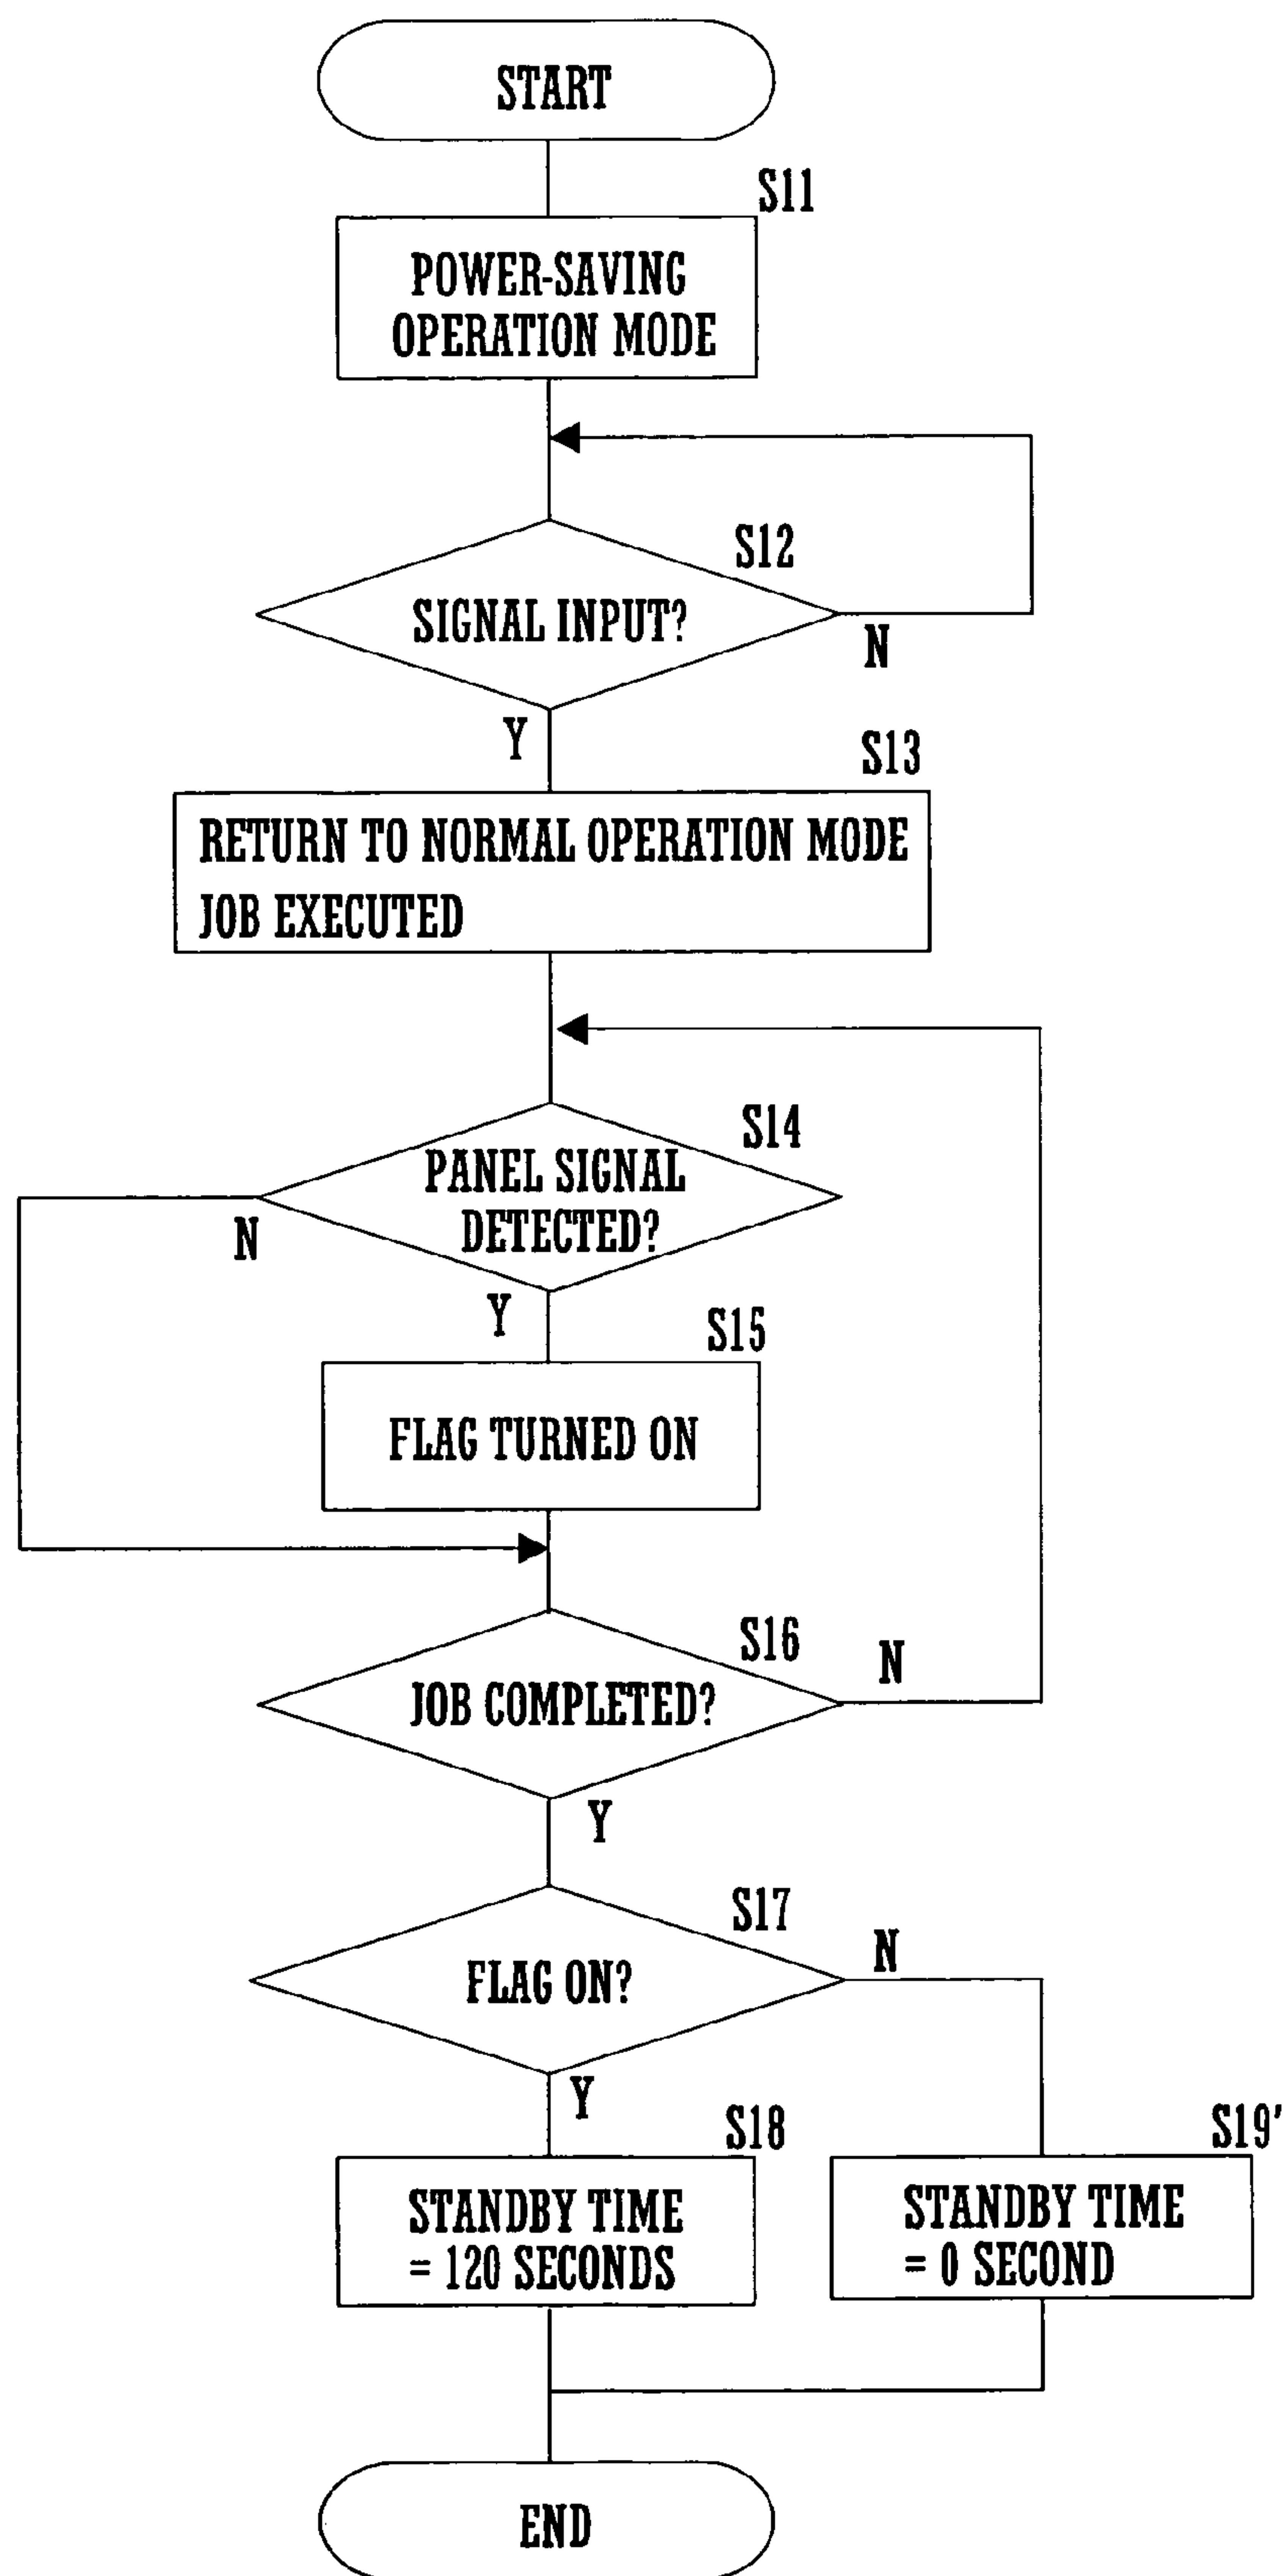 START
S11
POWER-SAVING
OPERATION MODE
S12
SIGNAL INPUT?
N
Y
S13
RETURN TO NORMAL OPERATION MODE
JOB EXECUTED
S14
PANEL SIGNAL
DETECTED?
N
Y
S15
FLAG TURNED ON
S16
N
JOB COMPLETED?
Y
S17
N
FLAG ON?
Y
S18
STANDBY TIME
= 120 SECONDS
S19'
STANDBY TIME
= 0 SECOND
END